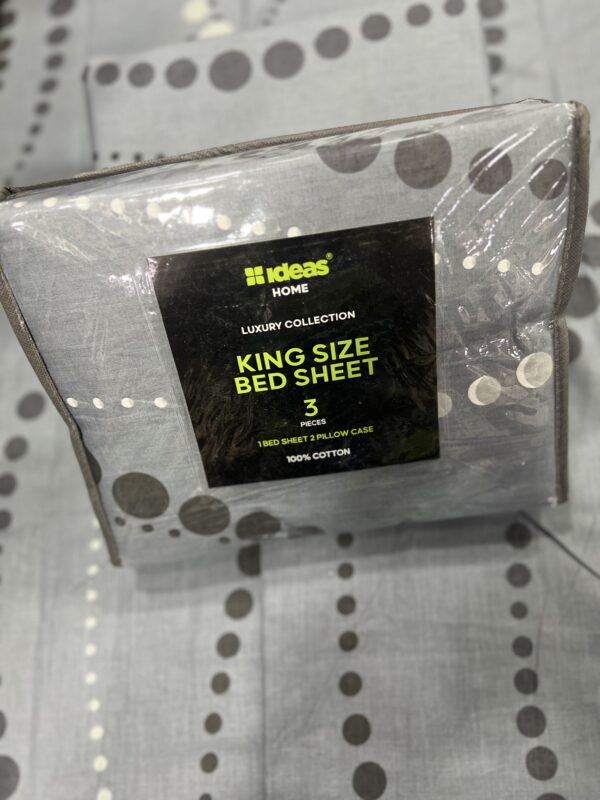 ideas®
HOME
LUXURY COLLECTION
KING SIZE
BED SHEET
3
PIECES
1 BED SHEET 2 PILLOW CASE
100% COTTON